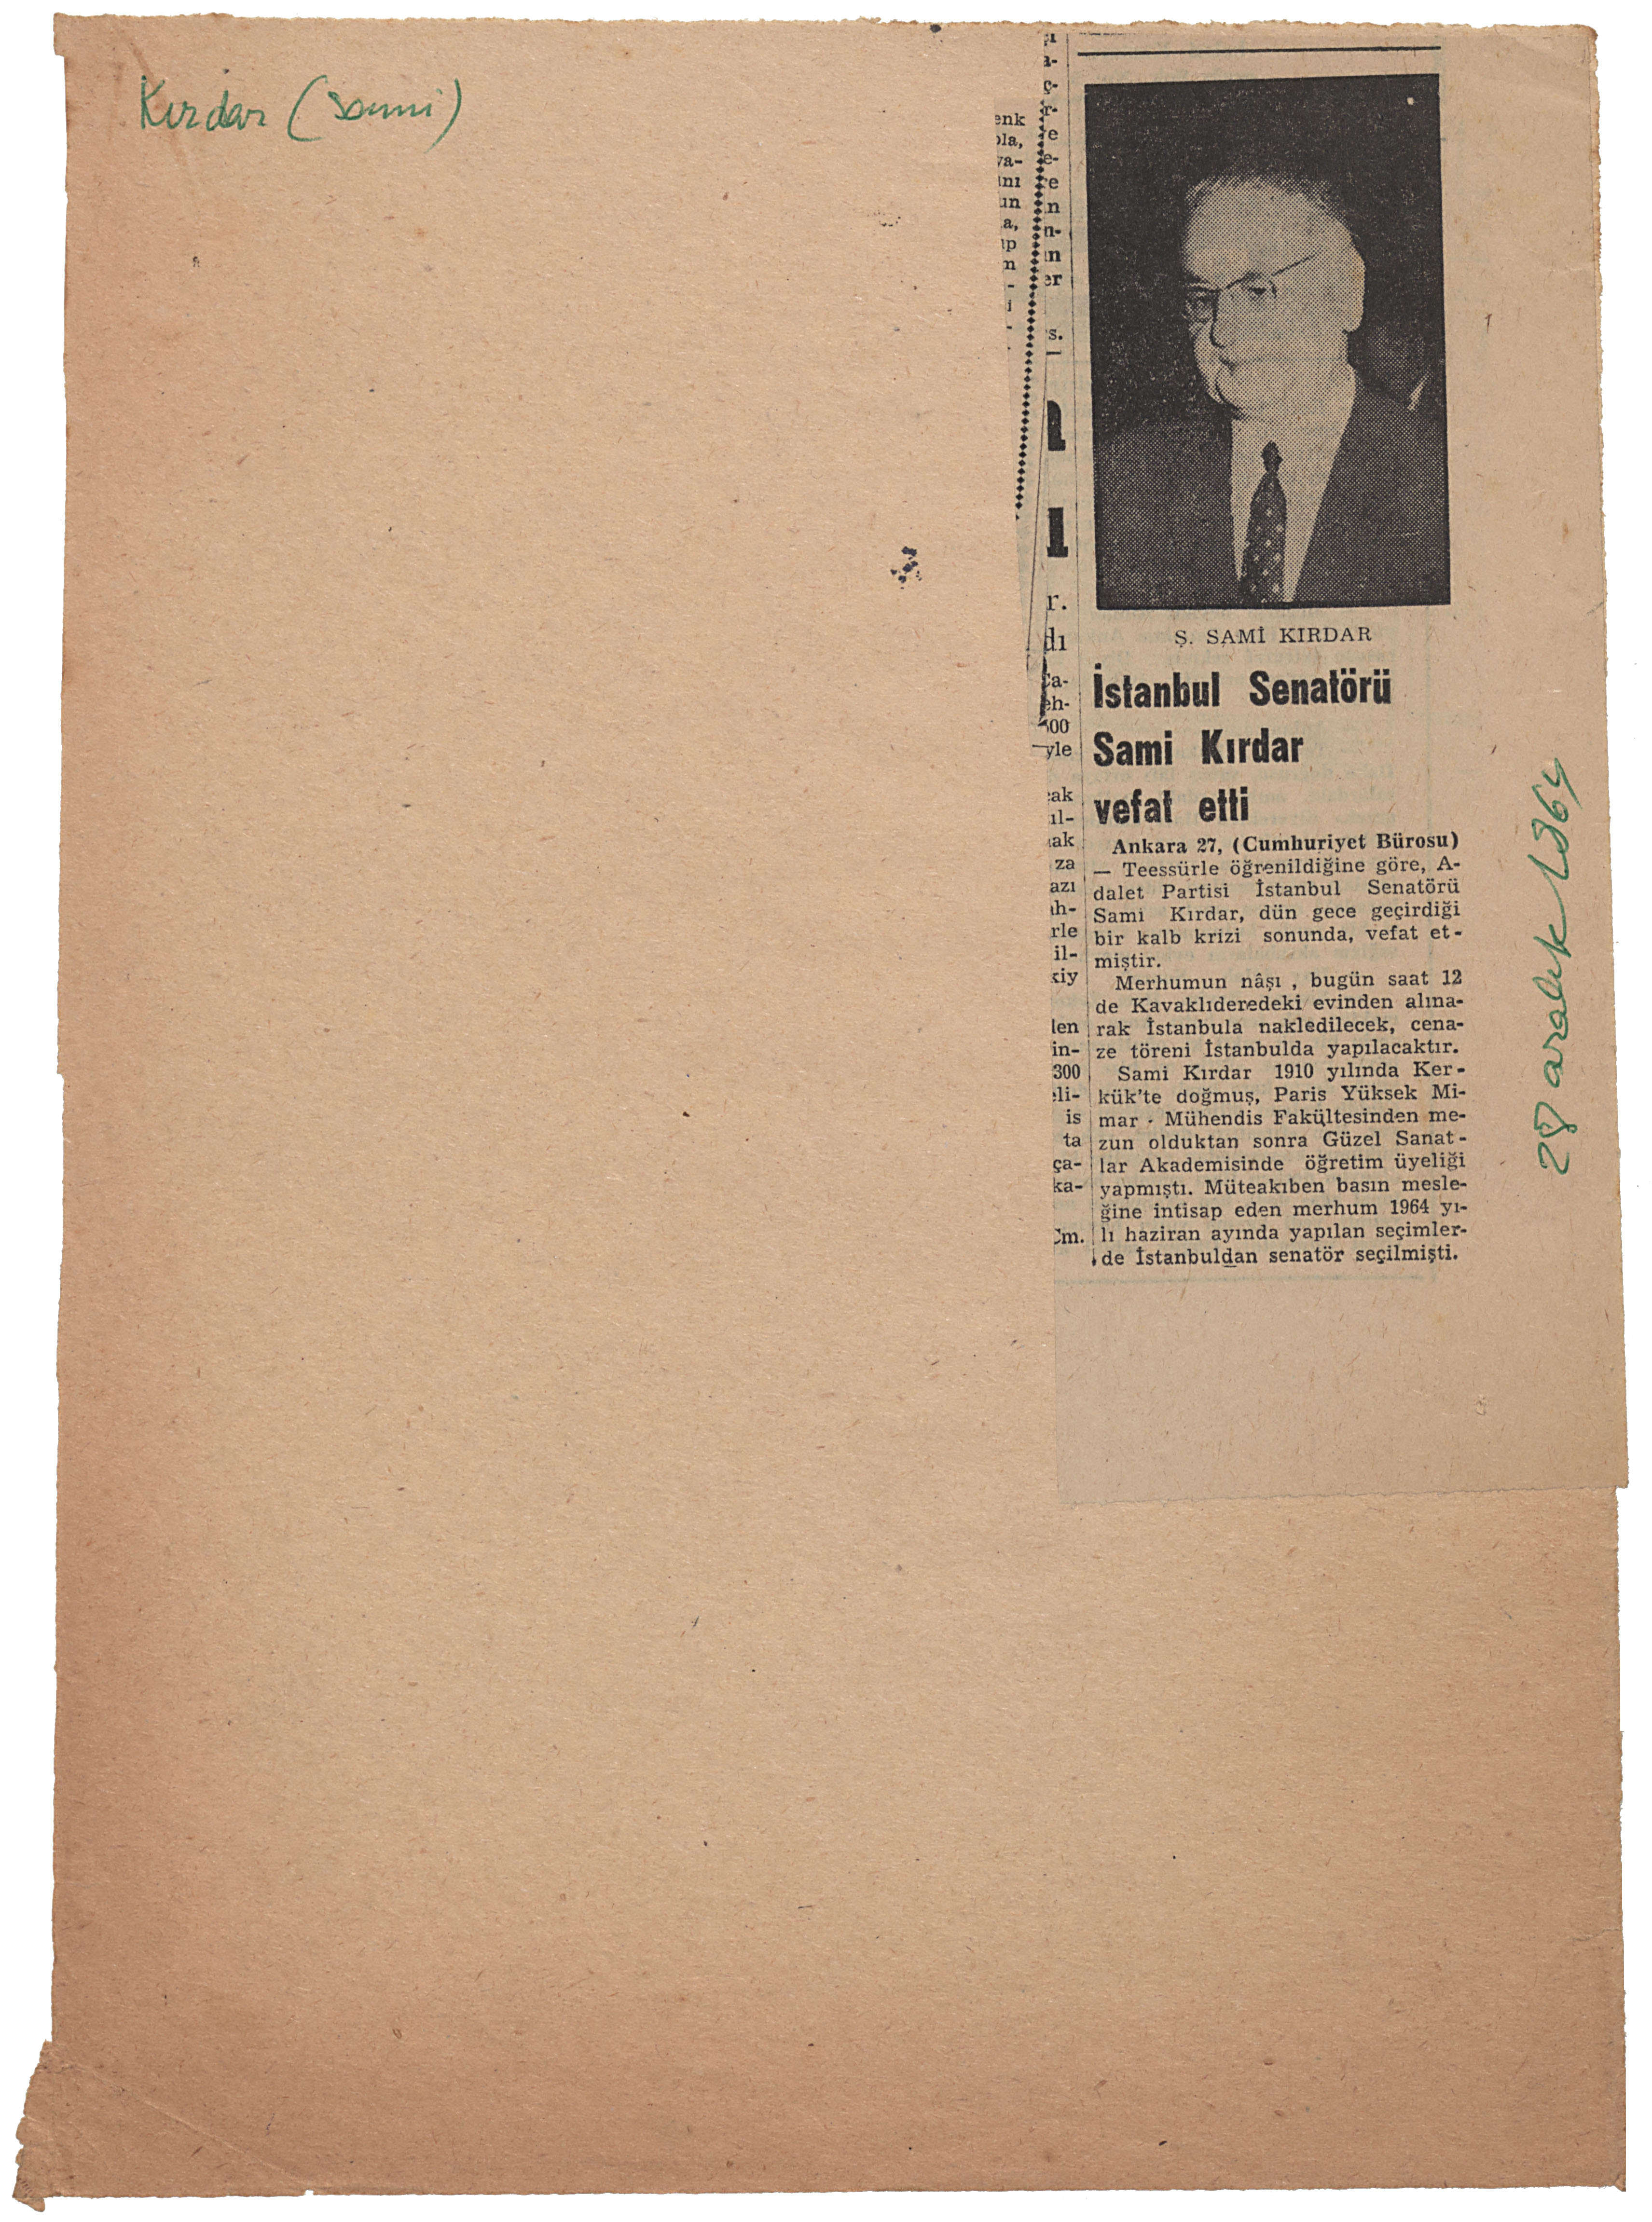 Kırdar (Sami)
Ş. SAMİ KIRDAR
İstanbul Senatörü
Sami Kırdar
vefat etti
Ankara 27, (Cumhuriyet Bürosu)
— Teessürle öğrenildiğine göre, A-
dalet Partisi İstanbul Senatörü
Sami Kırdar, dün gece geçirdiği
bir kalb krizi sonunda, vefat et-
miştir.
Merhumun nâşı , bugün saat 12
de Kavaklıderedeki evinden alına-
rak İstanbula nakledilecek, cena-
ze töreni İstanbulda yapılacaktır.
Sami Kırdar 1910 yılında Ker-
kük'te doğmuş, Paris Yüksek Mi-
mar - Mühendis Fakültesinden me-
zun olduktan sonra Güzel Sanat-
lar Akademisinde öğretim üyeliği
yapmıştı. Müteakıben basın mesle-
ğine intisap eden merhum 1964 yı-
lı haziran ayında yapılan seçimler-
de İstanbuldan senatör seçilmişti.
28 aralık 1964